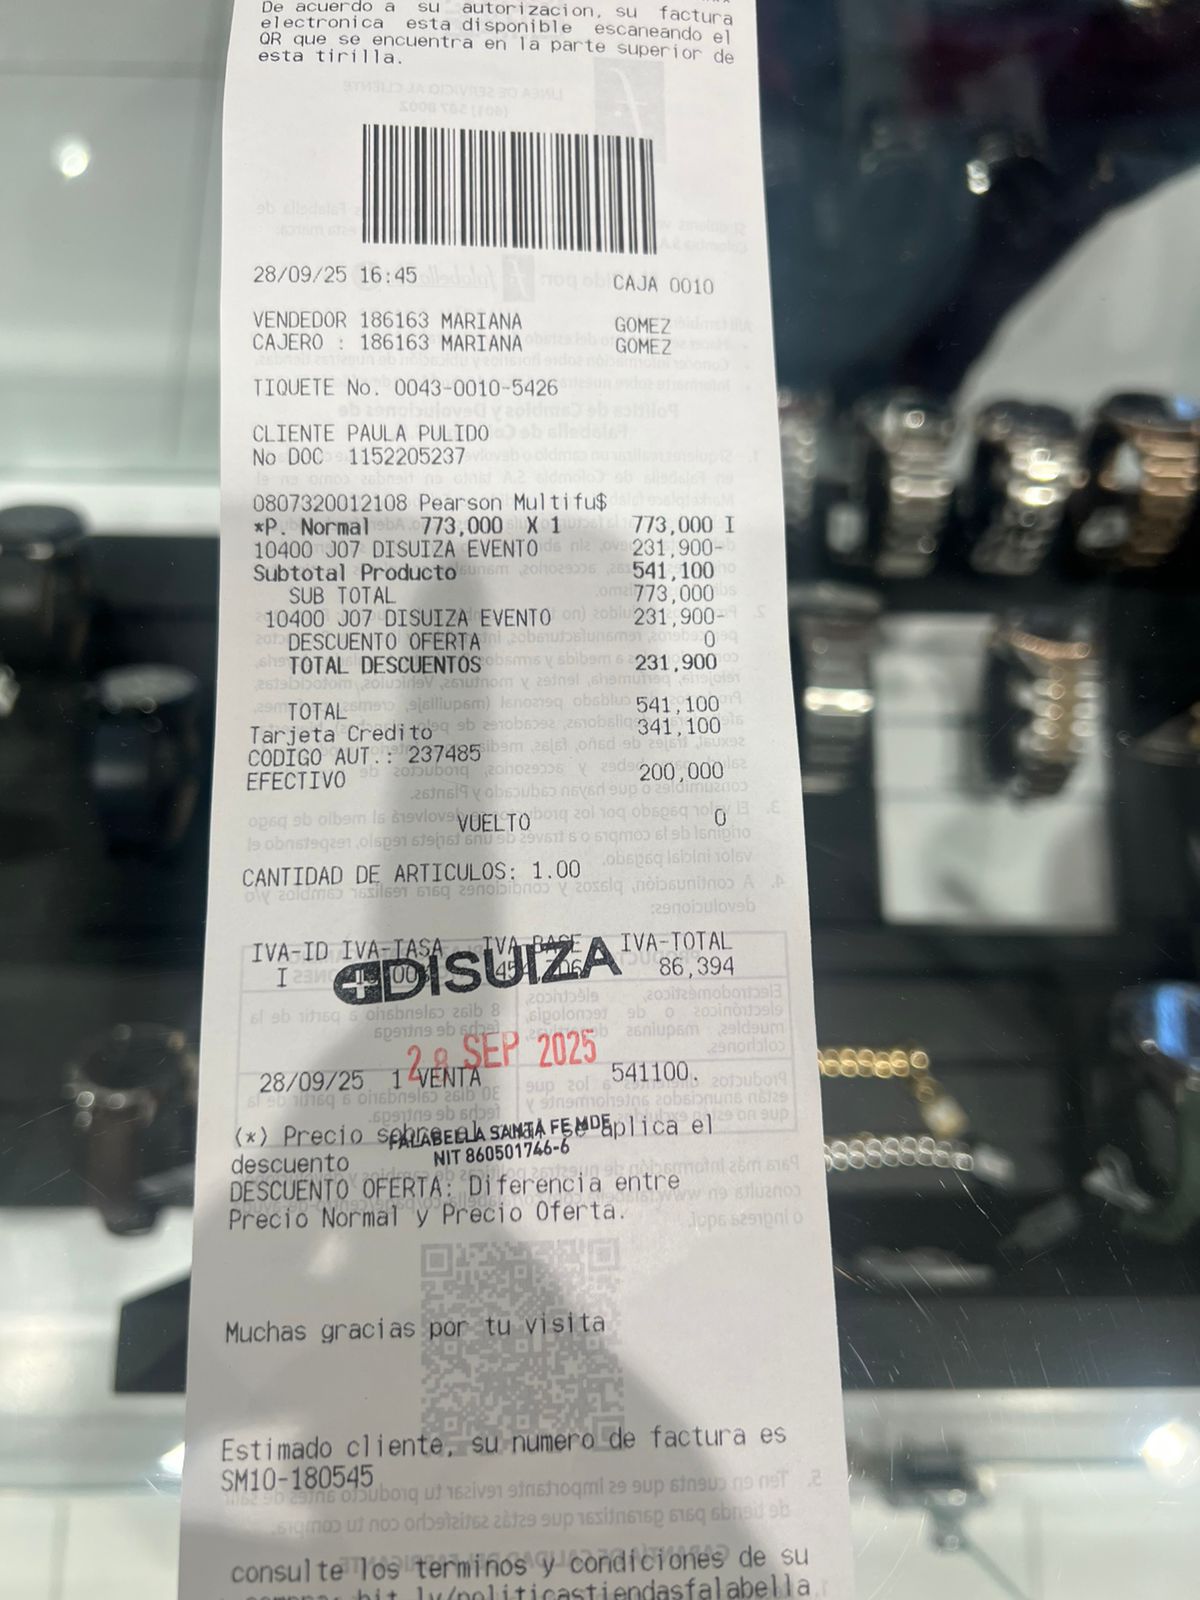 De acuerdo a su autorizacion, su factura
electronica esta disponible escaneando el
QR que se encuentra en la parte superior de
esta tirilla.
28/09/25 16:45 CAJA 0010
VENDEDOR 186163 MARIANA GOMEZ
CAJERO : 186163 MARIANA GOMEZ
TIQUETE No. 0043-0010-5426
CLIENTE PAULA PULIDO
No DOC 1152205237
0807320012108 Pearson Multifu$
*P. Normal 773,000 X 1 773,000 I
10400 J07 DISUIZA EVENTO 231,900-
Subtotal Producto 541,100
SUB TOTAL 773,000
10400 J07 DISUIZA EVENTO 231,900-
DESCUENTO OFERTA 0
TOTAL DESCUENTOS 231,900
TOTAL 541,100
Tarjeta Credito 341,100
CODIGO AUT.: 237485
EFECTIVO 200,000
VUELTO 0
CANTIDAD DE ARTICULOS: 1.00
IVA-ID IVA-TASA IVA BASE IVA-TOTAL
I 86,394
DISUIZA
28 SEP 2025
28/09/25 1 VENTA 541100.
FALABELLA SANTA FE MDE
NIT 860501746-6
(*) Precio aplica el
descuento
DESCUENTO OFERTA: Diferencia entre
Precio Normal y Precio Oferta.
Muchas gracias por tu visita
Estimado cliente, su numero de factura es
SM10-180545
consulte los terminos y condiciones de su
bit.ly/politicastiendasfalabella